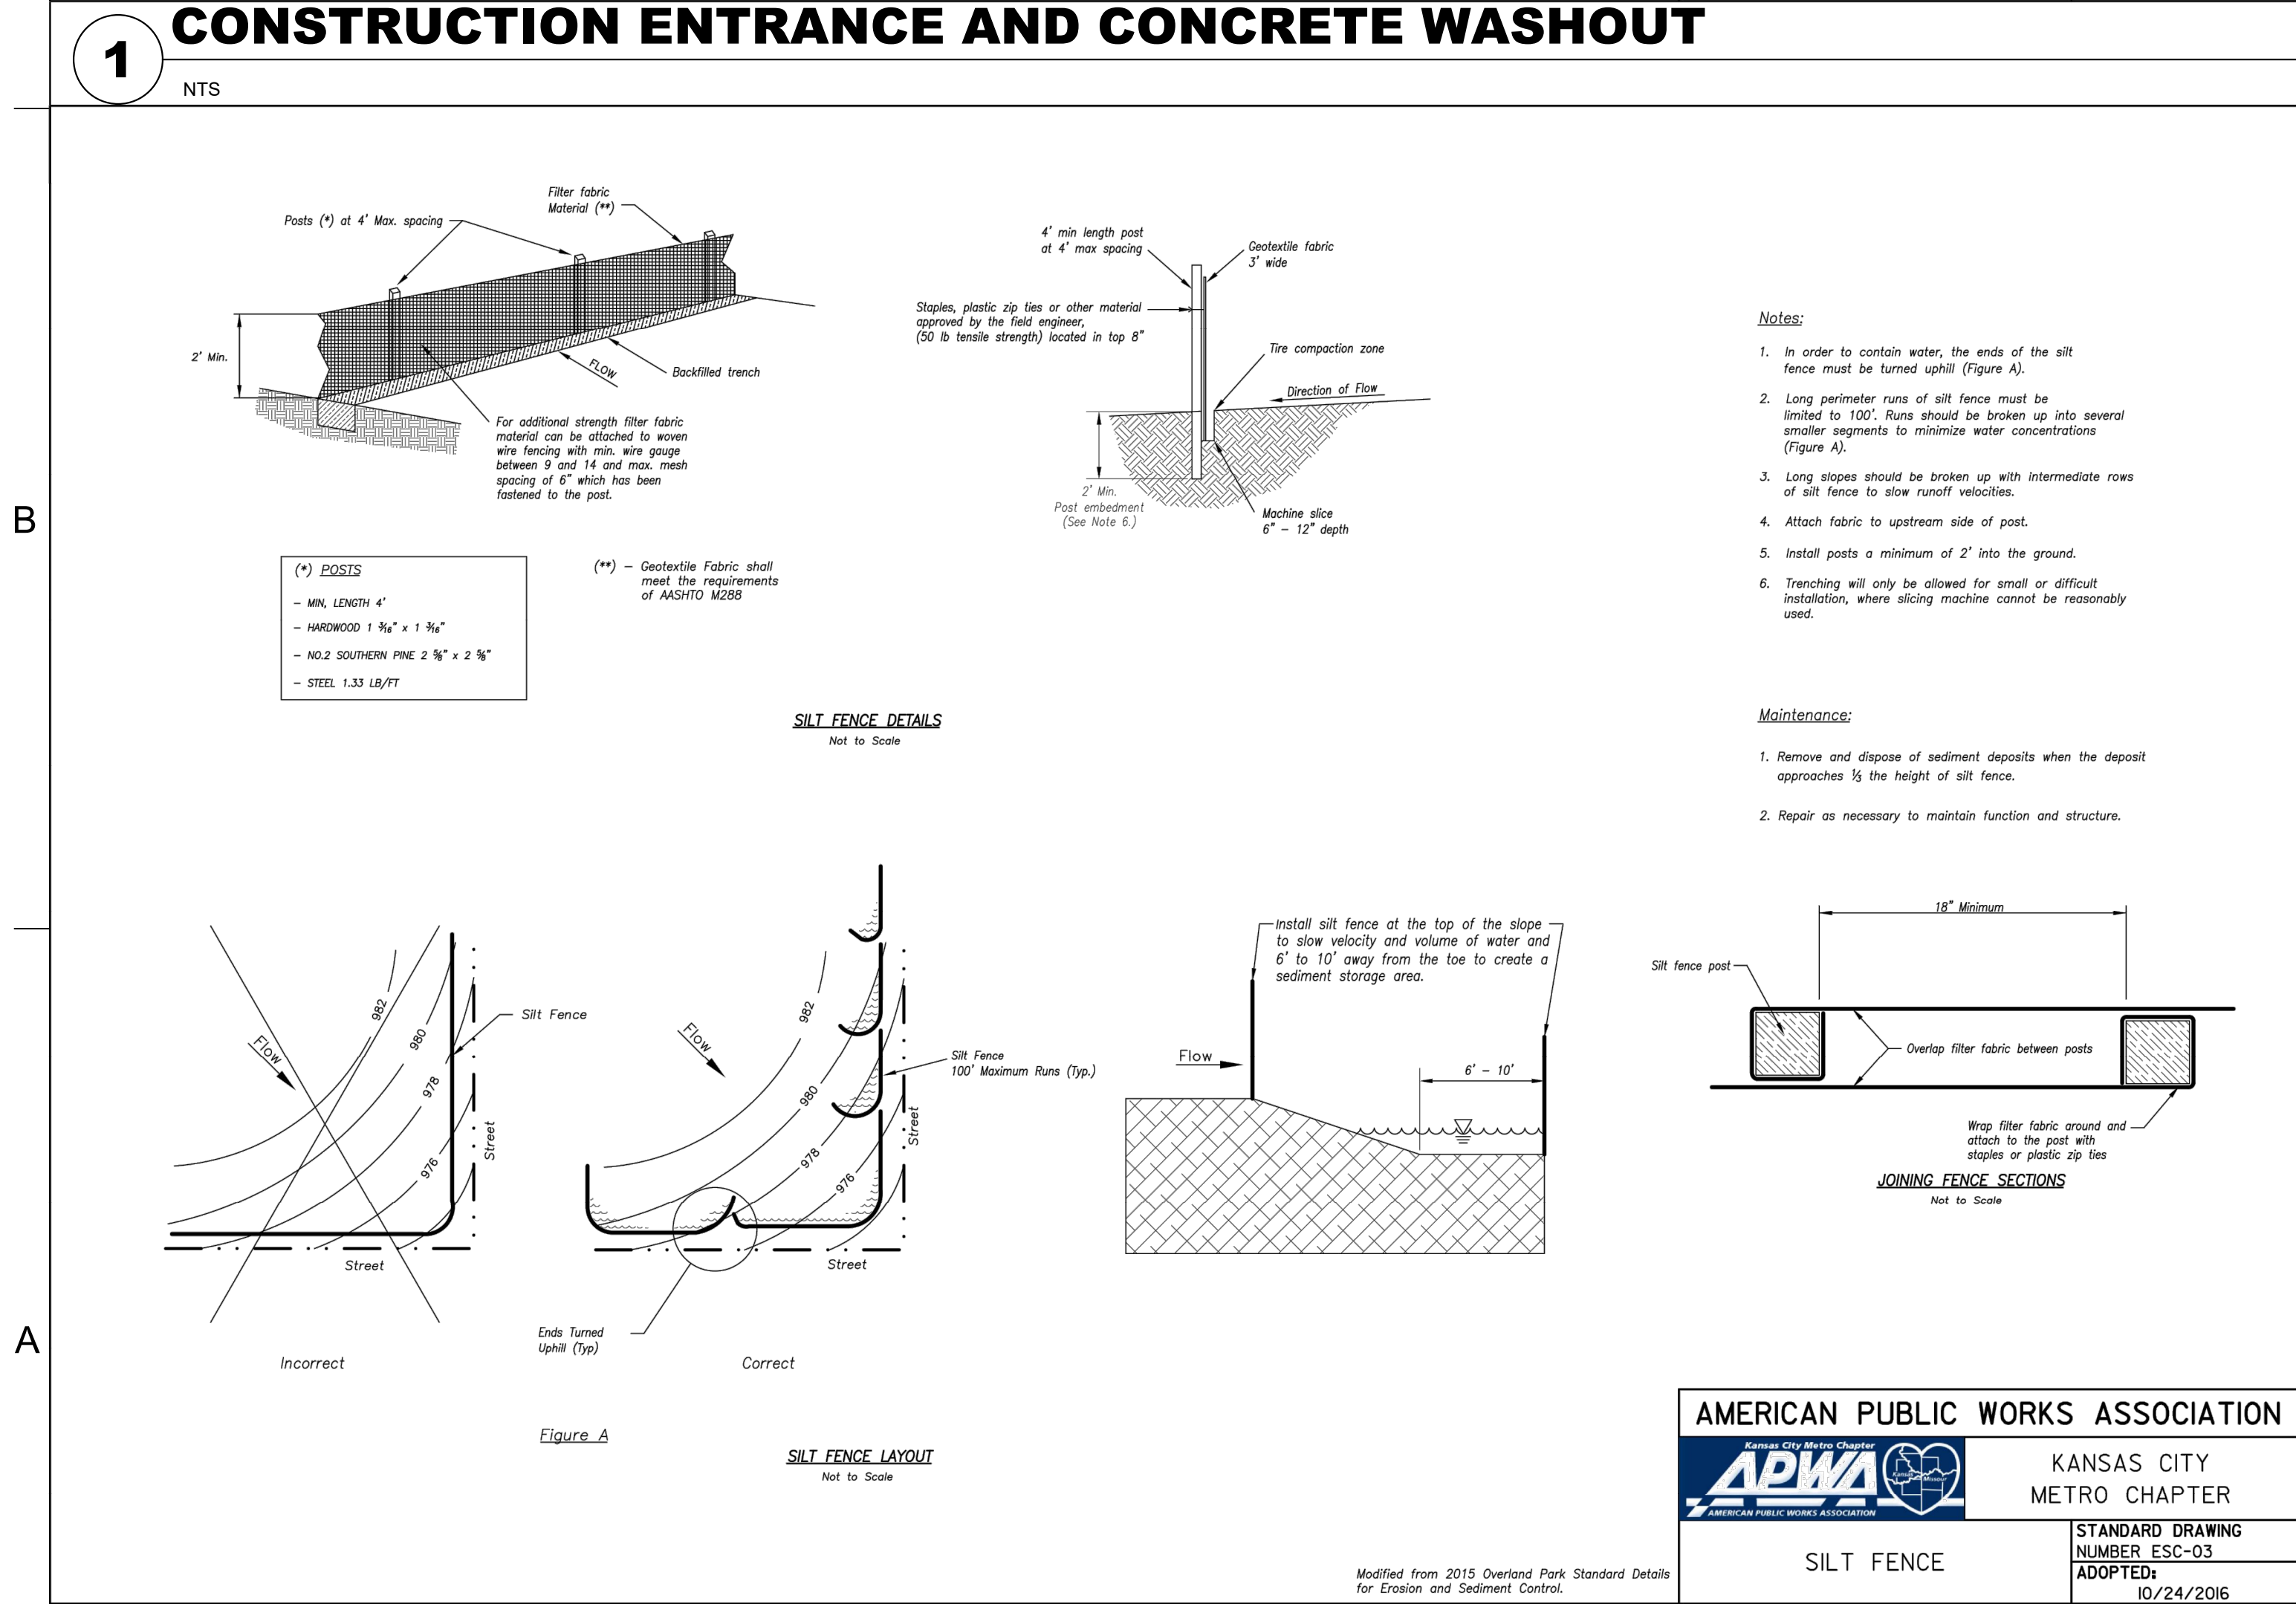 CONSTRUCTION ENTRANCE AND CONCRETE WASHOUT
1
NTS
B
A
Filter fabric
Material (**)
Posts (*) at 4' Max. spacing
2' Min.
FLOW
Backfilled trench
For additional strength filter fabric
material can be attached to woven
wire fencing with min. wire gauge
between 9 and 14 and max. mesh
spacing of 6" which has been
fastened to the post.
4' min length post
at 4' max spacing
Geotextile fabric
3' wide
Staples, plastic zip ties or other material
approved by the field engineer,
(50 lb tensile strength) located in top 8"
Tire compaction zone
Direction of Flow
2' Min.
Post embedment
(See Note 6.)
Machine slice
6" – 12" depth
(*) POSTS
– MIN, LENGTH 4'
– HARDWOOD 1 3/16" x 1 3/16"
– NO.2 SOUTHERN PINE 2 5/8" x 2 5/8"
– STEEL 1.33 LB/FT
(**) – Geotextile Fabric shall
meet the requirements
of AASHTO M288
SILT FENCE DETAILS
Not to Scale
Notes:
1. In order to contain water, the ends of the silt
fence must be turned uphill (Figure A).
2. Long perimeter runs of silt fence must be
limited to 100'. Runs should be broken up into several
smaller segments to minimize water concentrations
(Figure A).
3. Long slopes should be broken up with intermediate rows
of silt fence to slow runoff velocities.
4. Attach fabric to upstream side of post.
5. Install posts a minimum of 2' into the ground.
6. Trenching will only be allowed for small or difficult
installation, where slicing machine cannot be reasonably
used.
Maintenance:
1. Remove and dispose of sediment deposits when the deposit
approaches 1/3 the height of silt fence.
2. Repair as necessary to maintain function and structure.
Flow
982
980
978
976
Silt Fence
Street
Street
Incorrect
Flow
982
980
978
976
Silt Fence
100' Maximum Runs (Typ.)
Street
Street
Ends Turned
Uphill (Typ)
Correct
Figure A
SILT FENCE LAYOUT
Not to Scale
Install silt fence at the top of the slope
to slow velocity and volume of water and
6' to 10' away from the toe to create a
sediment storage area.
Flow
6' – 10'
18" Minimum
Silt fence post
Overlap filter fabric between posts
Wrap filter fabric around and
attach to the post with
staples or plastic zip ties
JOINING FENCE SECTIONS
Not to Scale
Modified from 2015 Overland Park Standard Details
for Erosion and Sediment Control.
AMERICAN PUBLIC WORKS ASSOCIATION
Kansas City Metro Chapter
APWA
Kansas
Missouri
AMERICAN PUBLIC WORKS ASSOCIATION
KANSAS CITY
METRO CHAPTER
SILT FENCE
STANDARD DRAWING
NUMBER ESC-03
ADOPTED:
10/24/2016